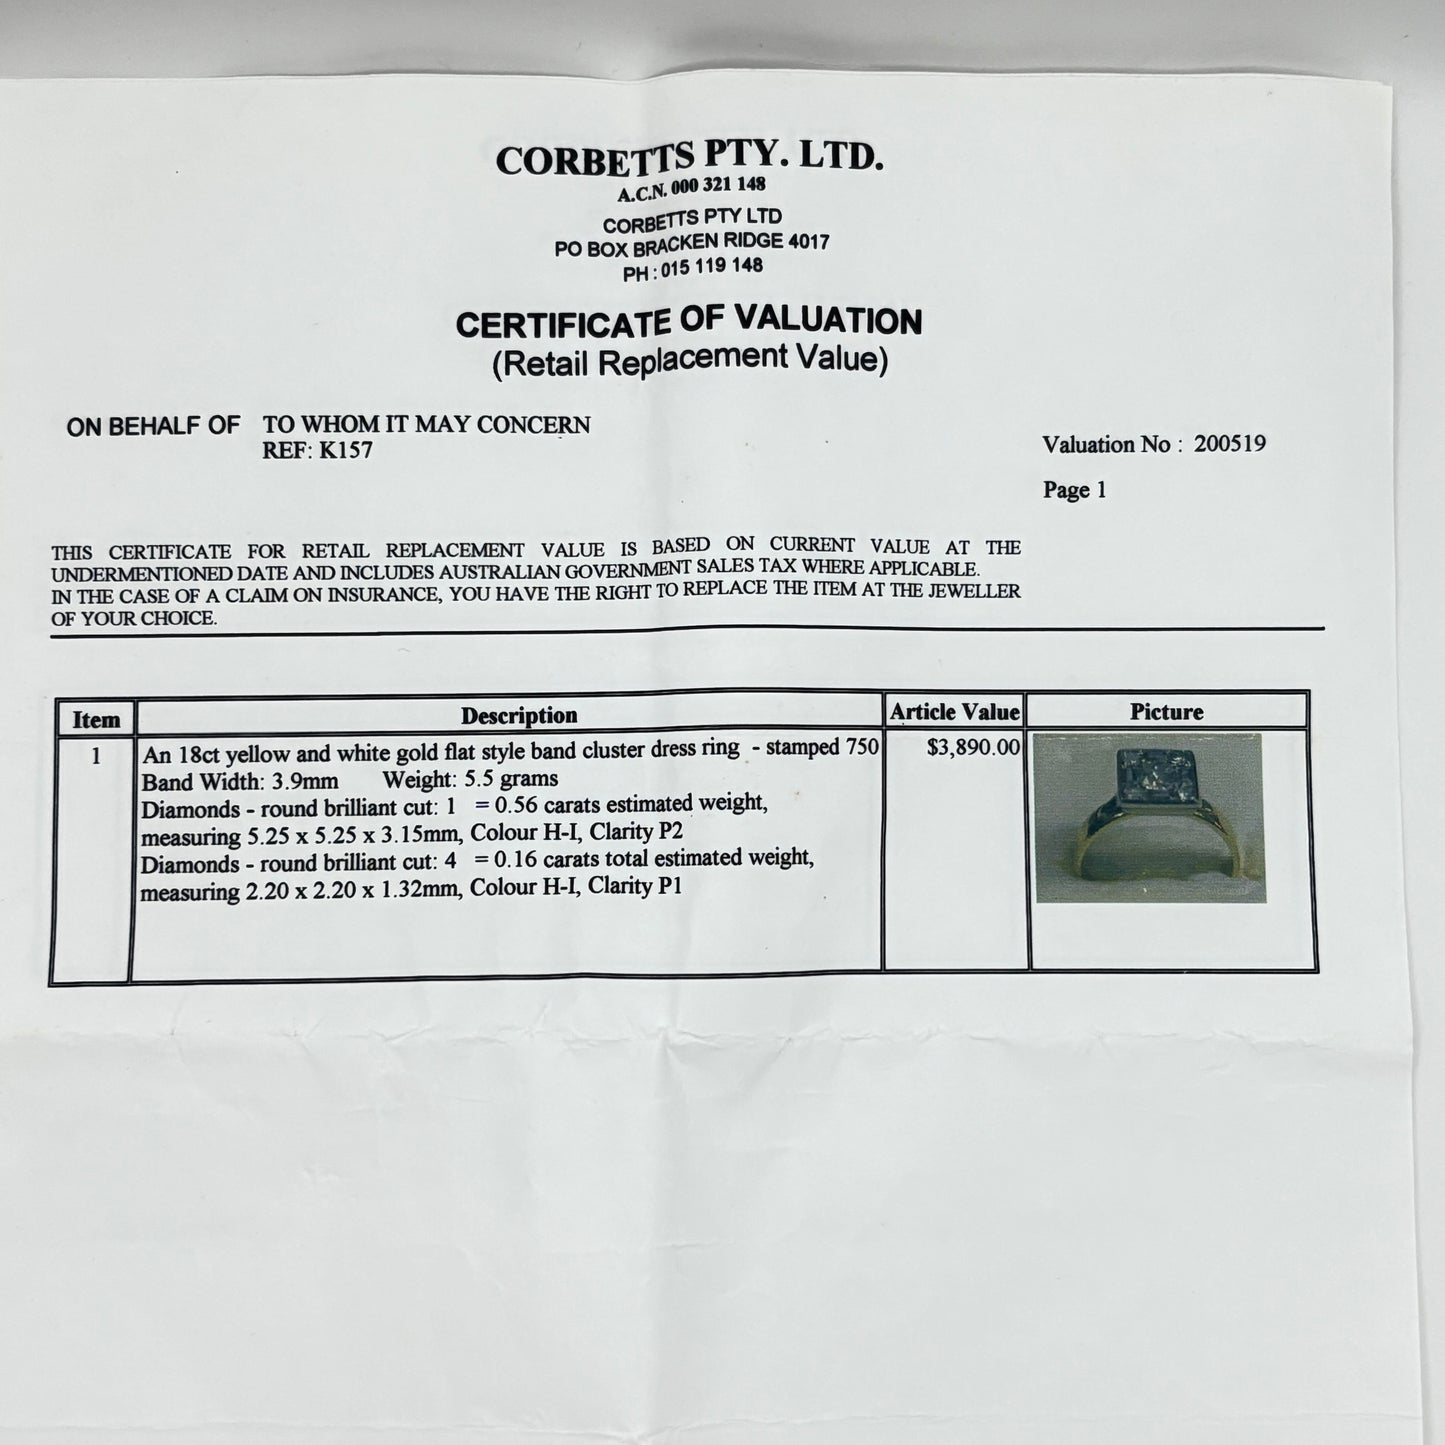 CORBETTS PTY. LTD.
A.C.N. 000 321 148
CORBETTS PTY LTD
PO BOX BRACKEN RIDGE 4017
PH : 015 119 148
CERTIFICATE OF VALUATION
(Retail Replacement Value)
ON BEHALF OF TO WHOM IT MAY CONCERN
REF: K157
Valuation No : 200519
Page 1
THIS CERTIFICATE FOR RETAIL REPLACEMENT VALUE IS BASED ON CURRENT VALUE AT THE
UNDERMENTIONED DATE AND INCLUDES AUSTRALIAN GOVERNMENT SALES TAX WHERE APPLICABLE.
IN THE CASE OF A CLAIM ON INSURANCE, YOU HAVE THE RIGHT TO REPLACE THE ITEM AT THE JEWELLER
OF YOUR CHOICE.
Item Description Article Value Picture
1 An 18ct yellow and white gold flat style band cluster dress ring - stamped 750 $3,890.00
Band Width: 3.9mm Weight: 5.5 grams
Diamonds - round brilliant cut: 1 = 0.56 carats estimated weight,
measuring 5.25 x 5.25 x 3.15mm, Colour H-I, Clarity P2
Diamonds - round brilliant cut: 4 = 0.16 carats total estimated weight,
measuring 2.20 x 2.20 x 1.32mm, Colour H-I, Clarity P1